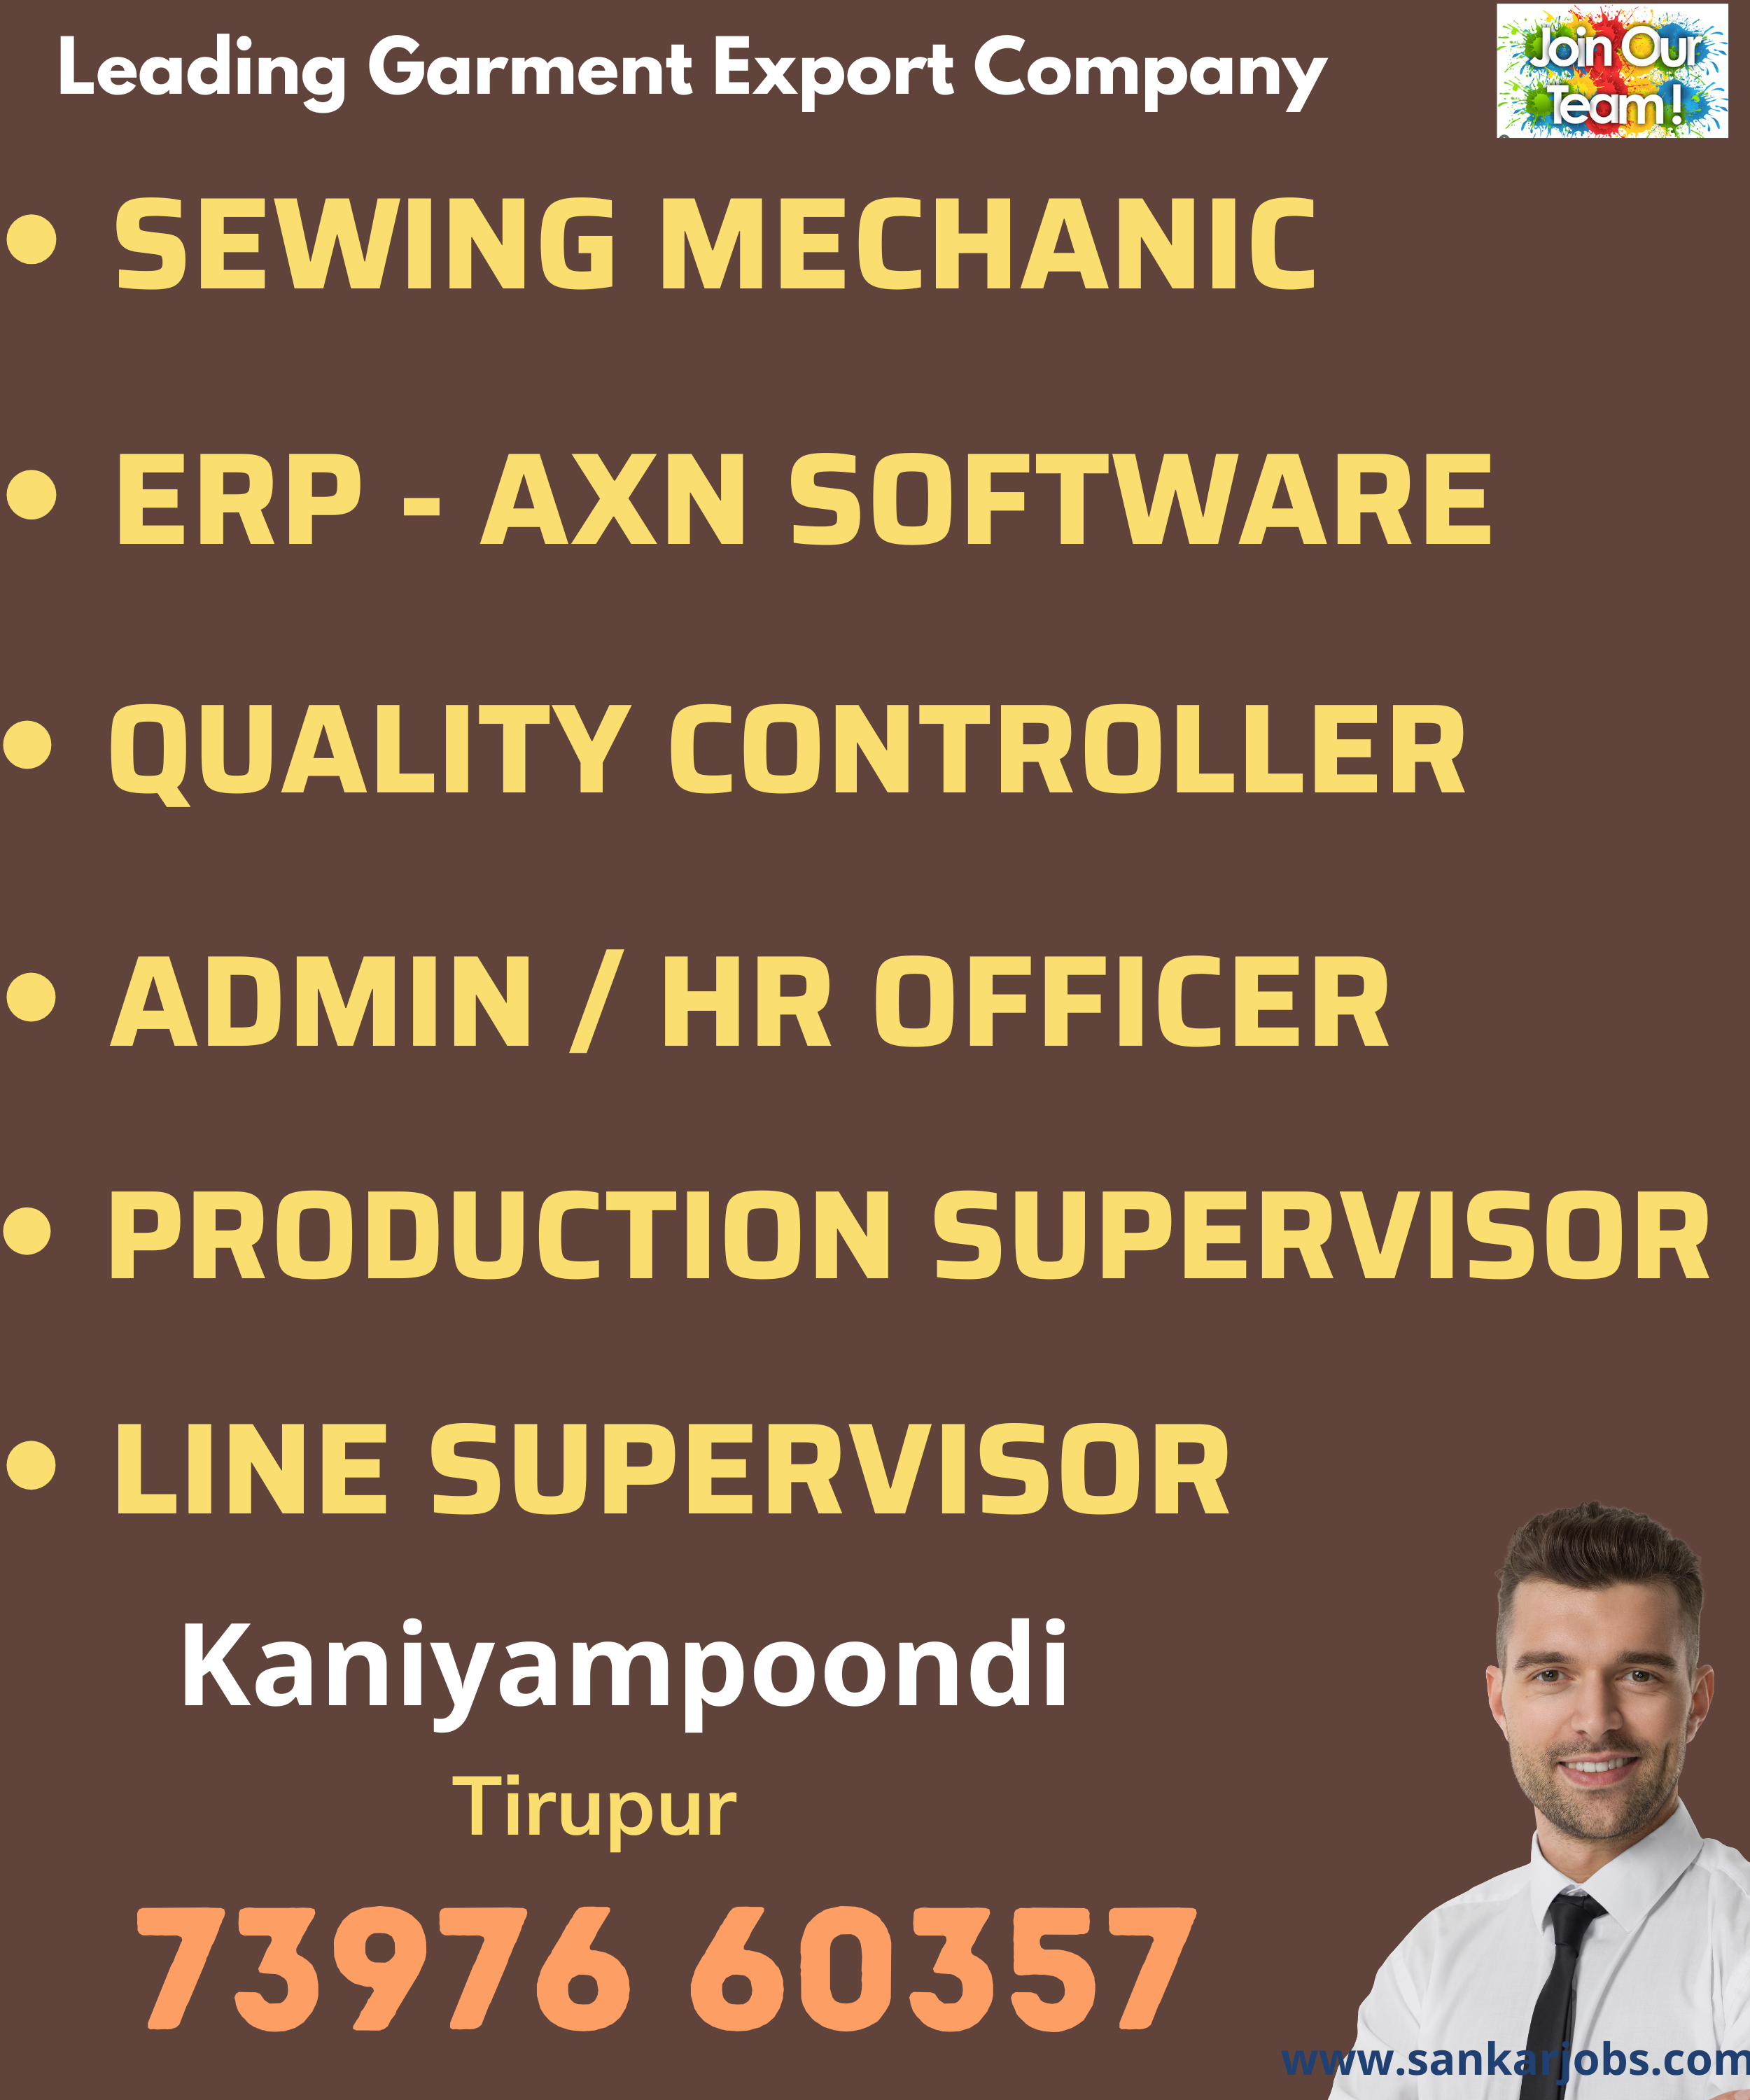 Leading Garment Export Company
Join Our
Team!
• SEWING MECHANIC
• ERP - AXN SOFTWARE
• QUALITY CONTROLLER
• ADMIN / HR OFFICER
• PRODUCTION SUPERVISOR
• LINE SUPERVISOR
Kaniyampoondi
Tirupur
73976 60357
www.sankarjobs.com